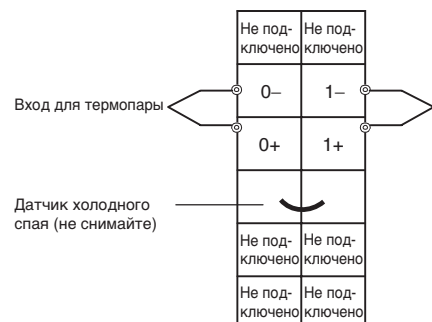 Не под- Не под-
ключено ключено
Вход для термопары
0– 1–
0+ 1+
Датчик холодного
спая (не снимайте)
Не под- Не под-
ключено ключено
Не под- Не под-
ключено ключено